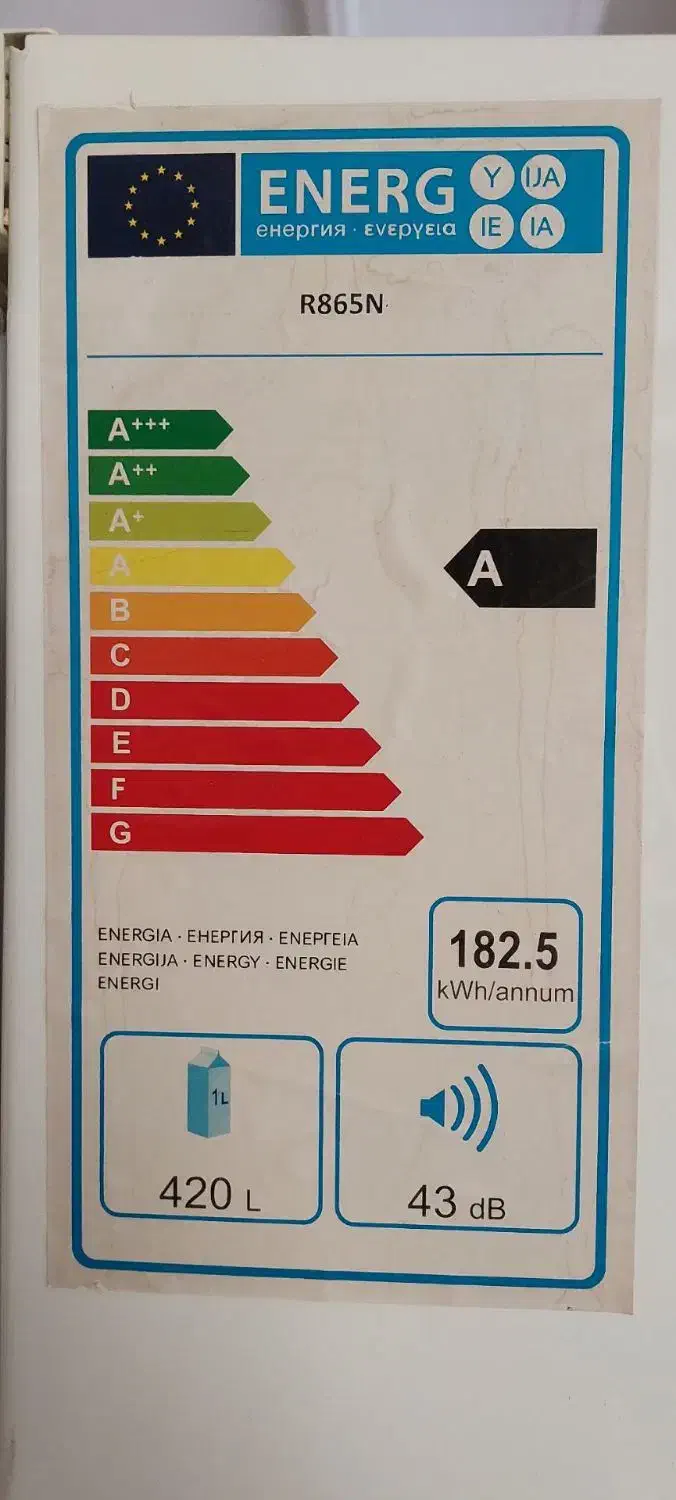 ENERG Y IJA
енергия · ενεργεια IE IA
R865N
A+++
A++
A+
A
A
B
C
D
E
F
G
ENERGIA · ЕНЕРГИЯ · ΕΝΕΡΓΕΙΑ
ENERGIJA · ENERGY · ENERGIE
ENERGI
182.5
kWh/annum
1L
420 L
43 dB